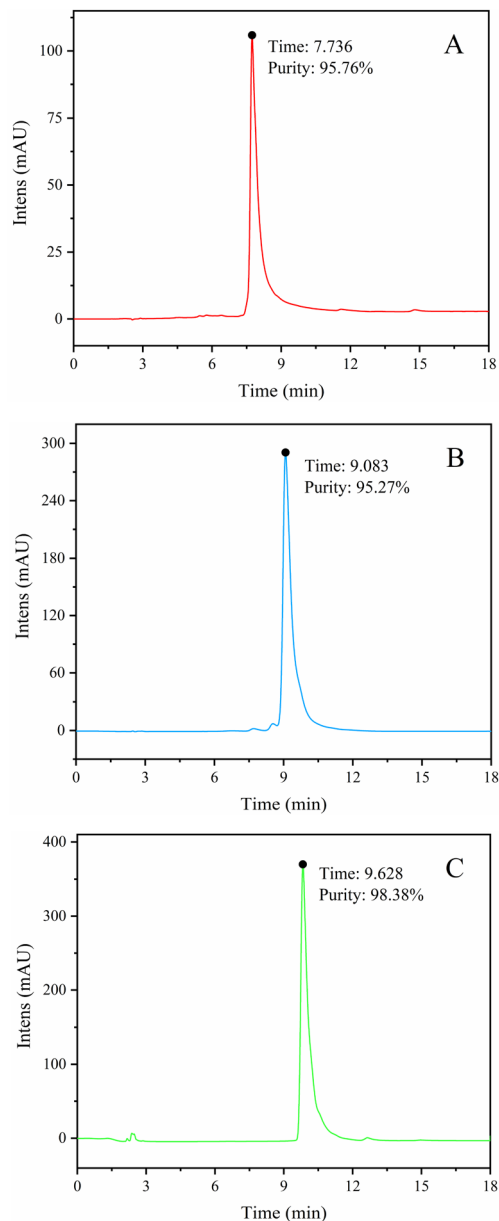 A
Time: 7.736
Purity: 95.76%
100
75
50
25
0
Intens (mAU)
0 3 6 9 12 15 18
Time (min)
B
Time: 9.083
Purity: 95.27%
300
240
180
120
60
0
Intens (mAU)
0 3 6 9 12 15 18
Time (min)
C
Time: 9.628
Purity: 98.38%
400
300
200
100
0
Intens (mAU)
0 3 6 9 12 15 18
Time (min)